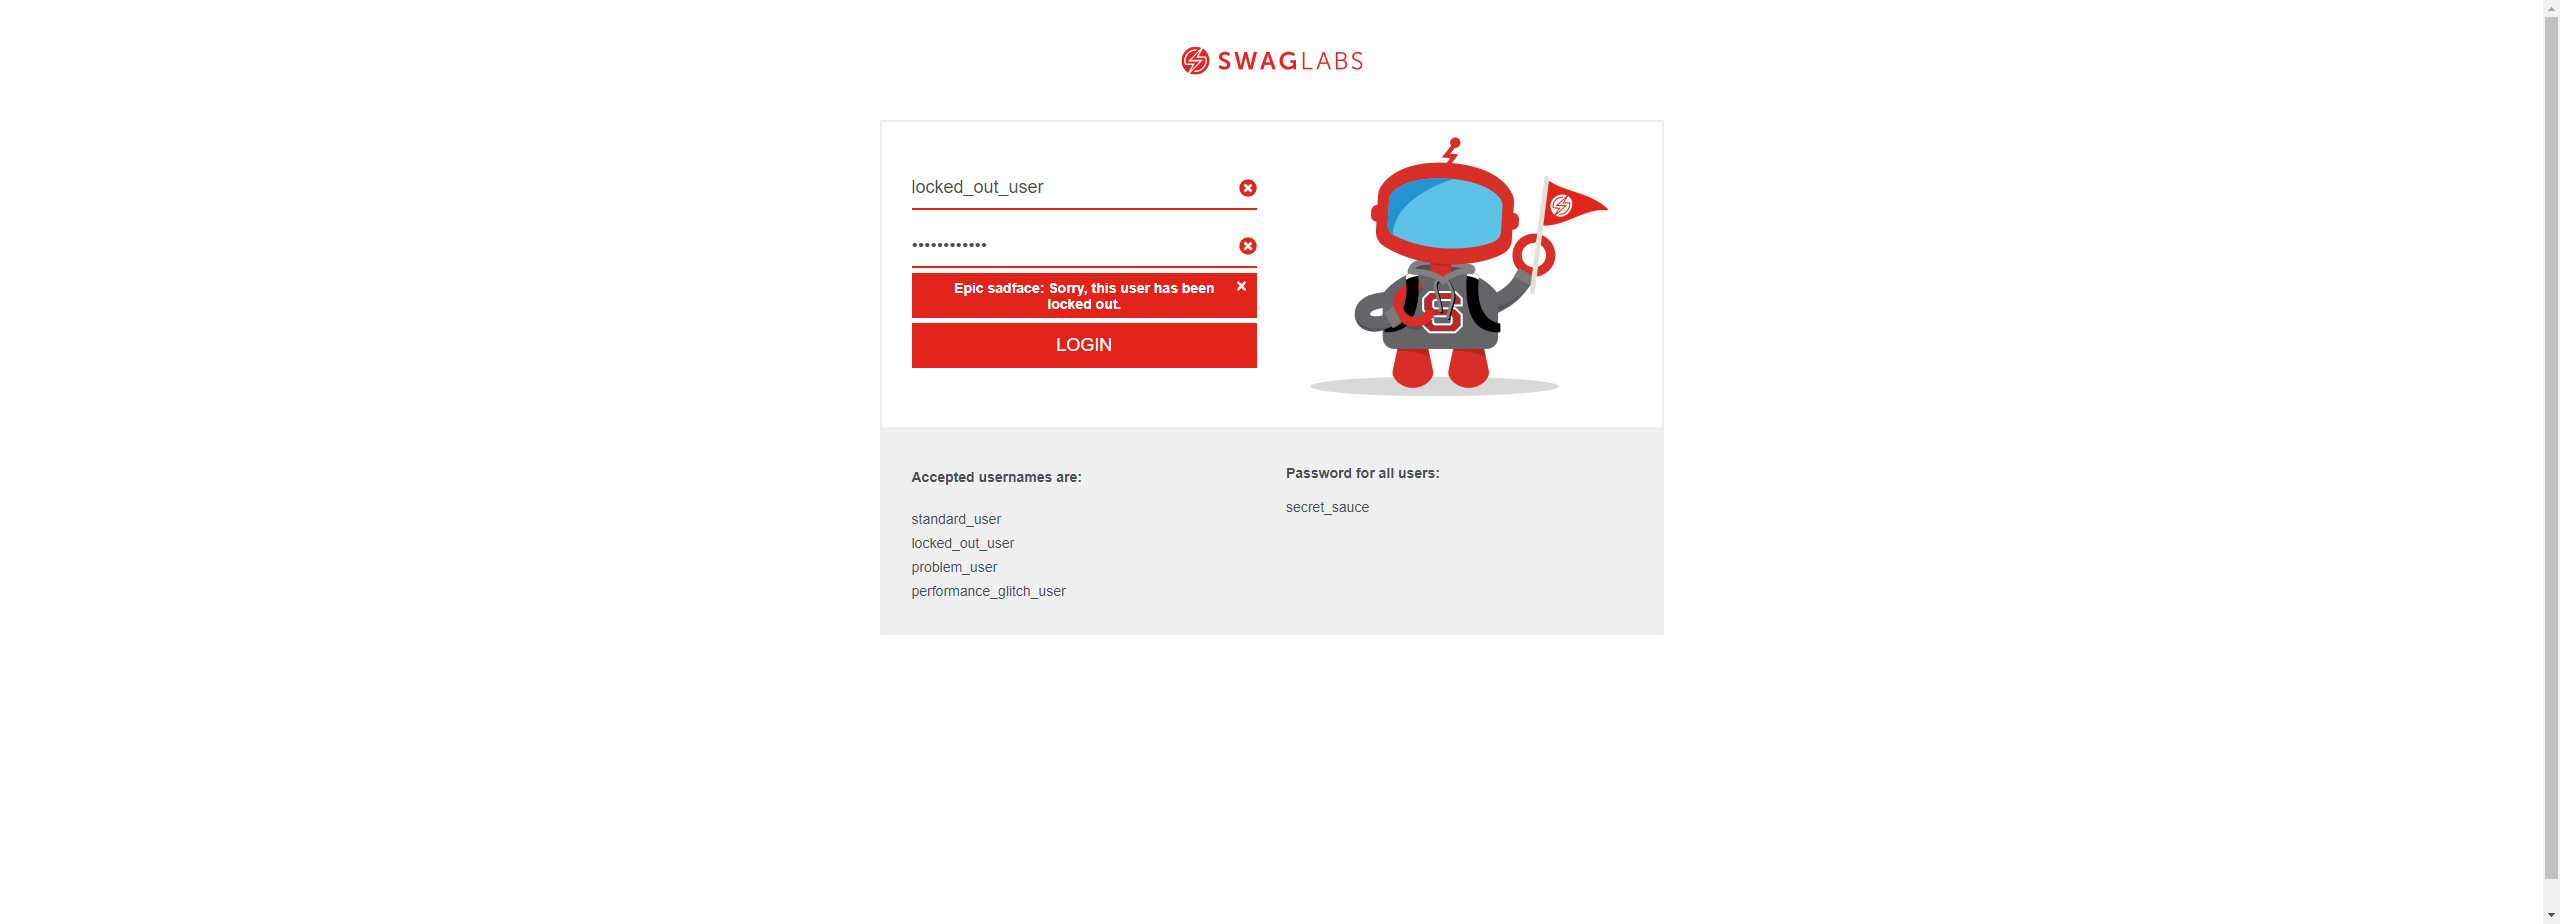 SWAGLABS
locked_out_user
••••••••••••
Epic sadface: Sorry, this user has been
locked out.
LOGIN
S
Accepted usernames are:
standard_user
locked_out_user
problem_user
performance_glitch_user
Password for all users:
secret_sauce